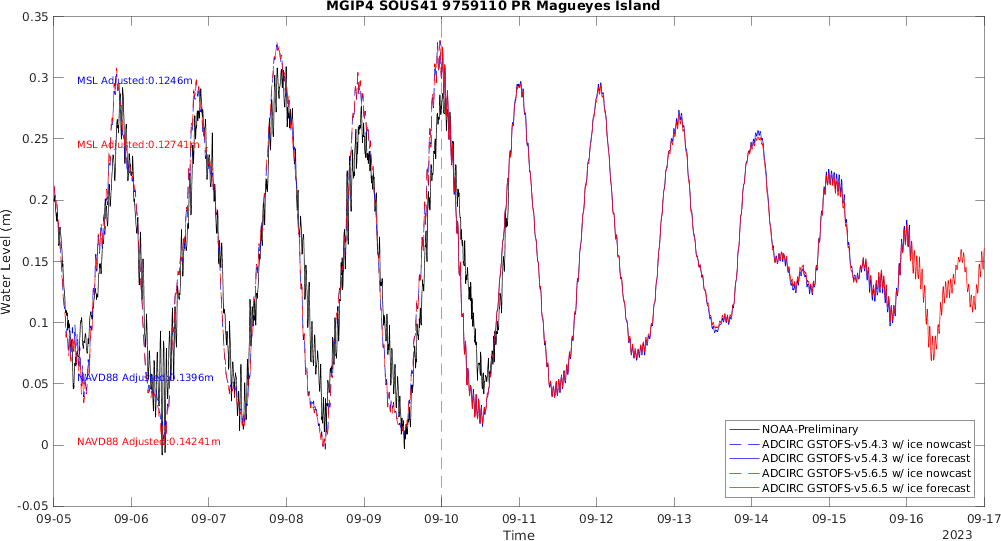 MGIP4 SOUS41 9759110 PR Magueyes Island
Water Level (m)
0.35
0.3
0.25
0.2
0.15
0.1
0.05
0
-0.05
MSL Adjusted:0.1246m
MSL Adjusted:0.12741m
NAVD88 Adjusted:0.1396m
NAVD88 Adjusted:0.14241m
NOAA-Preliminary
ADCIRC GSTOFS-v5.4.3 w/ ice nowcast
ADCIRC GSTOFS-v5.4.3 w/ ice forecast
ADCIRC GSTOFS-v5.6.5 w/ ice nowcast
ADCIRC GSTOFS-v5.6.5 w/ ice forecast
09-05 09-06 09-07 09-08 09-09 09-10 09-11 09-12 09-13 09-14 09-15 09-16 09-17
Time
2023